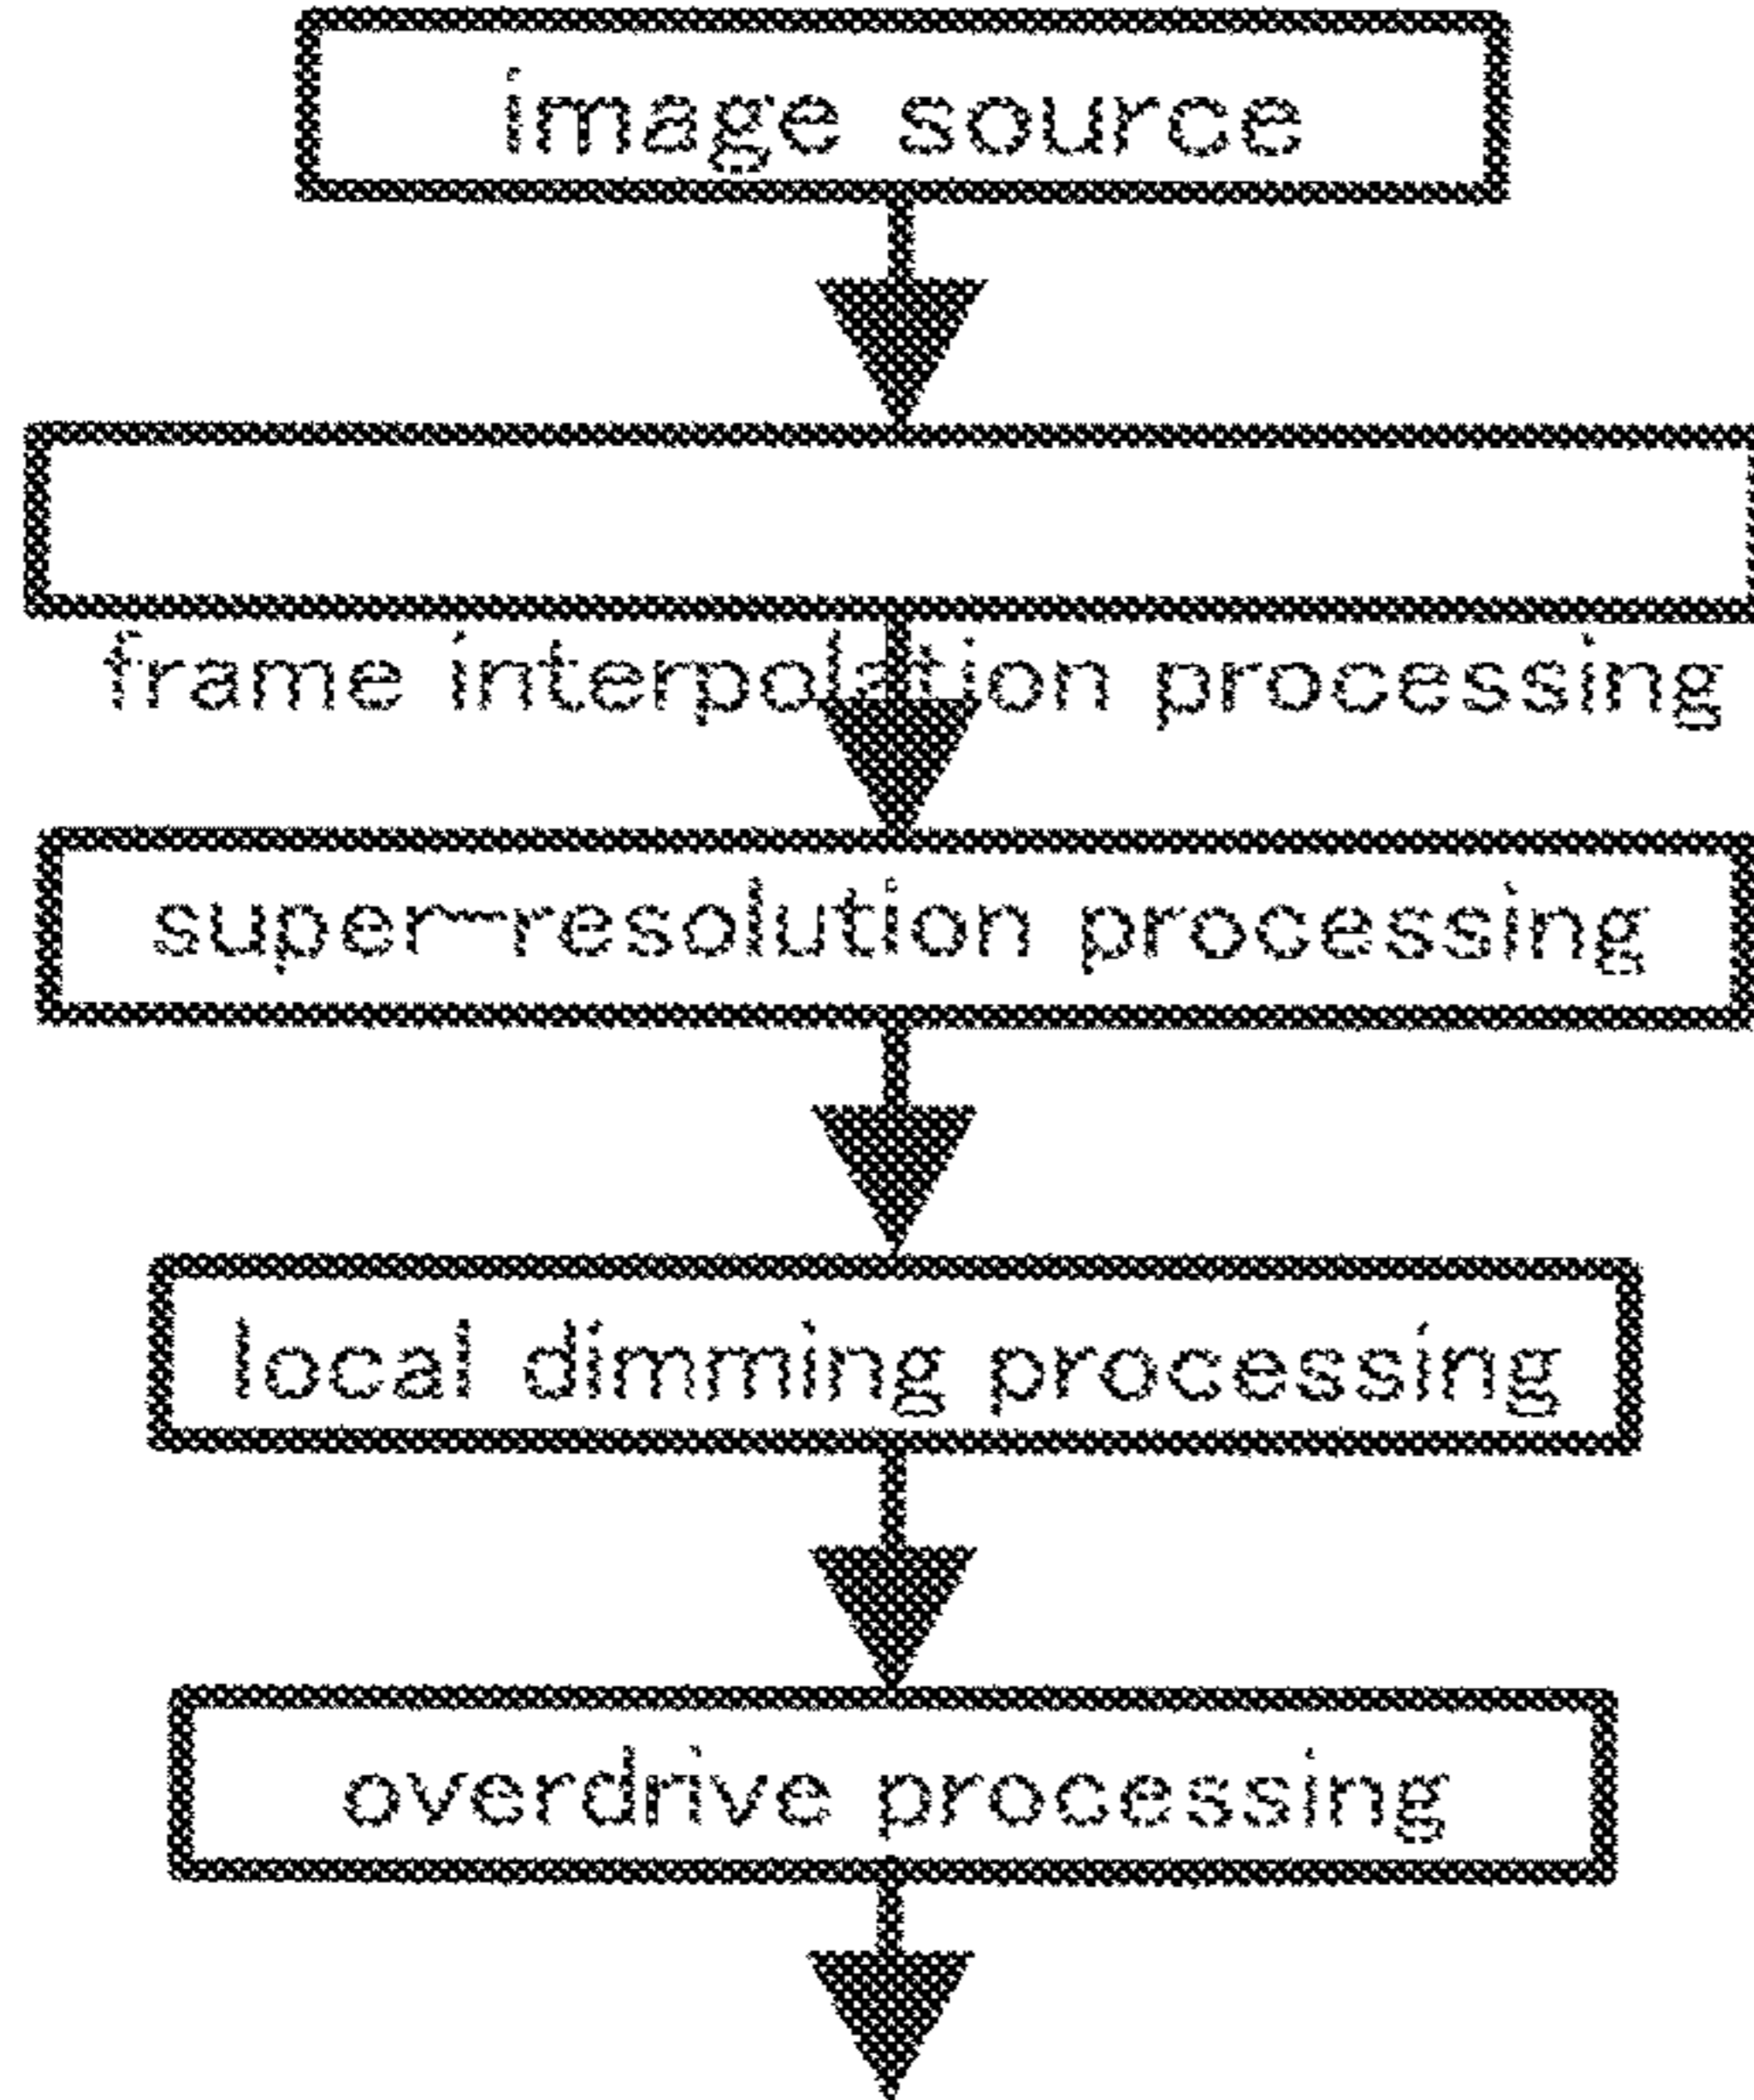 image source
frame interpolation processing
super-resolution processing
local dimming processing
overdrive processing